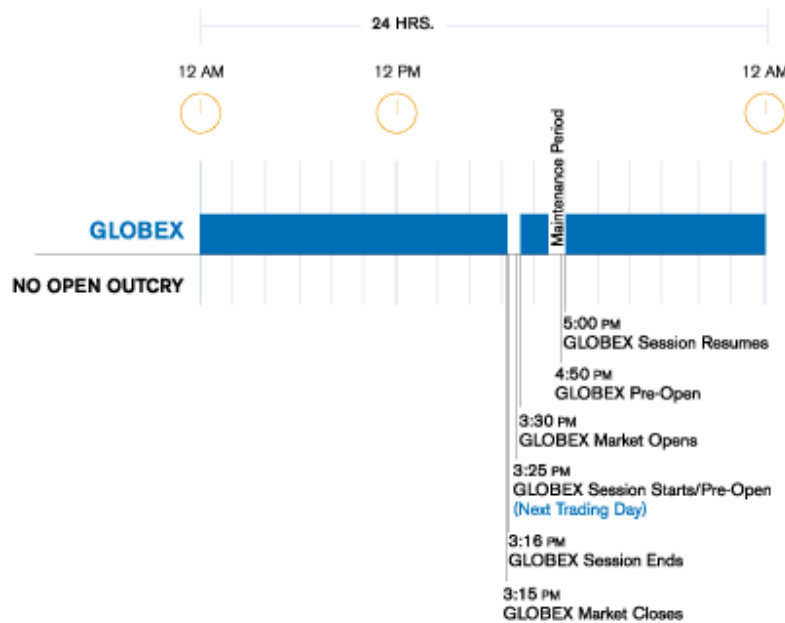 24 HRS.
12 AM
12 PM
12 AM
Maintenance Period
GLOBEX
NO OPEN OUTCRY
5:00 PM
GLOBEX Session Resumes
4:50 PM
GLOBEX Pre-Open
3:30 PM
GLOBEX Market Opens
3:25 PM
GLOBEX Session Starts/Pre-Open
(Next Trading Day)
3:16 PM
GLOBEX Session Ends
3:15 PM
GLOBEX Market Closes